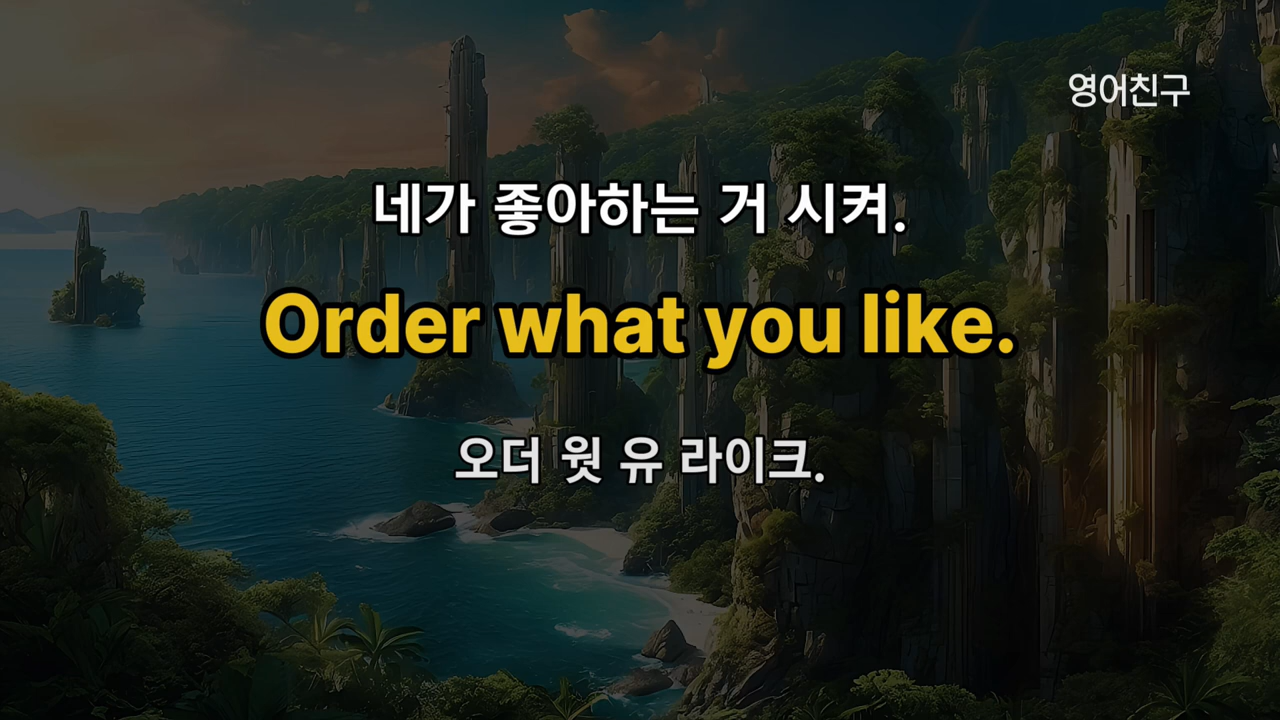 영어친구
네가 좋아하는 거 시켜.
Order what you like.
오더 윗 유 라이크.